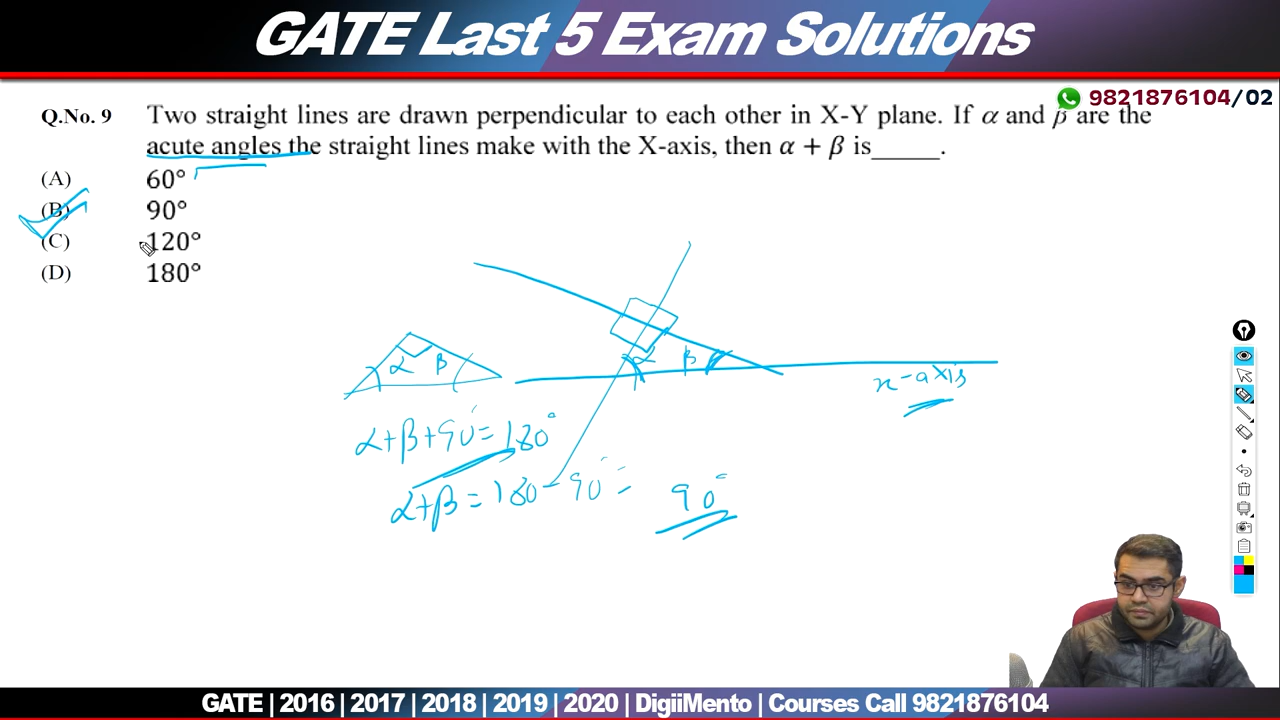 GATE Last 5 Exam Solutions
9821876104/02
Q.No. 9 Two straight lines are drawn perpendicular to each other in X-Y plane. If α and β are the
acute angles the straight lines make with the X-axis, then α + β is_____.
(A) 60°
(B) 90°
(C) 120°
(D) 180°
α β
α β
x-axis
α+β+90°=180°
α+β=180-90°=
90°
GATE | 2016 | 2017 | 2018 | 2019 | 2020 | DigiiMento | Courses Call 9821876104